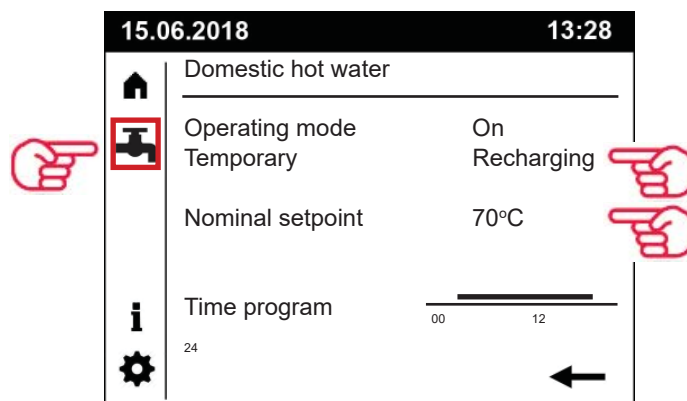 15.06.2018 13:28
Domestic hot water
Operating mode On
Temporary Recharging
Nominal setpoint 70°C
Time program
00 12
24